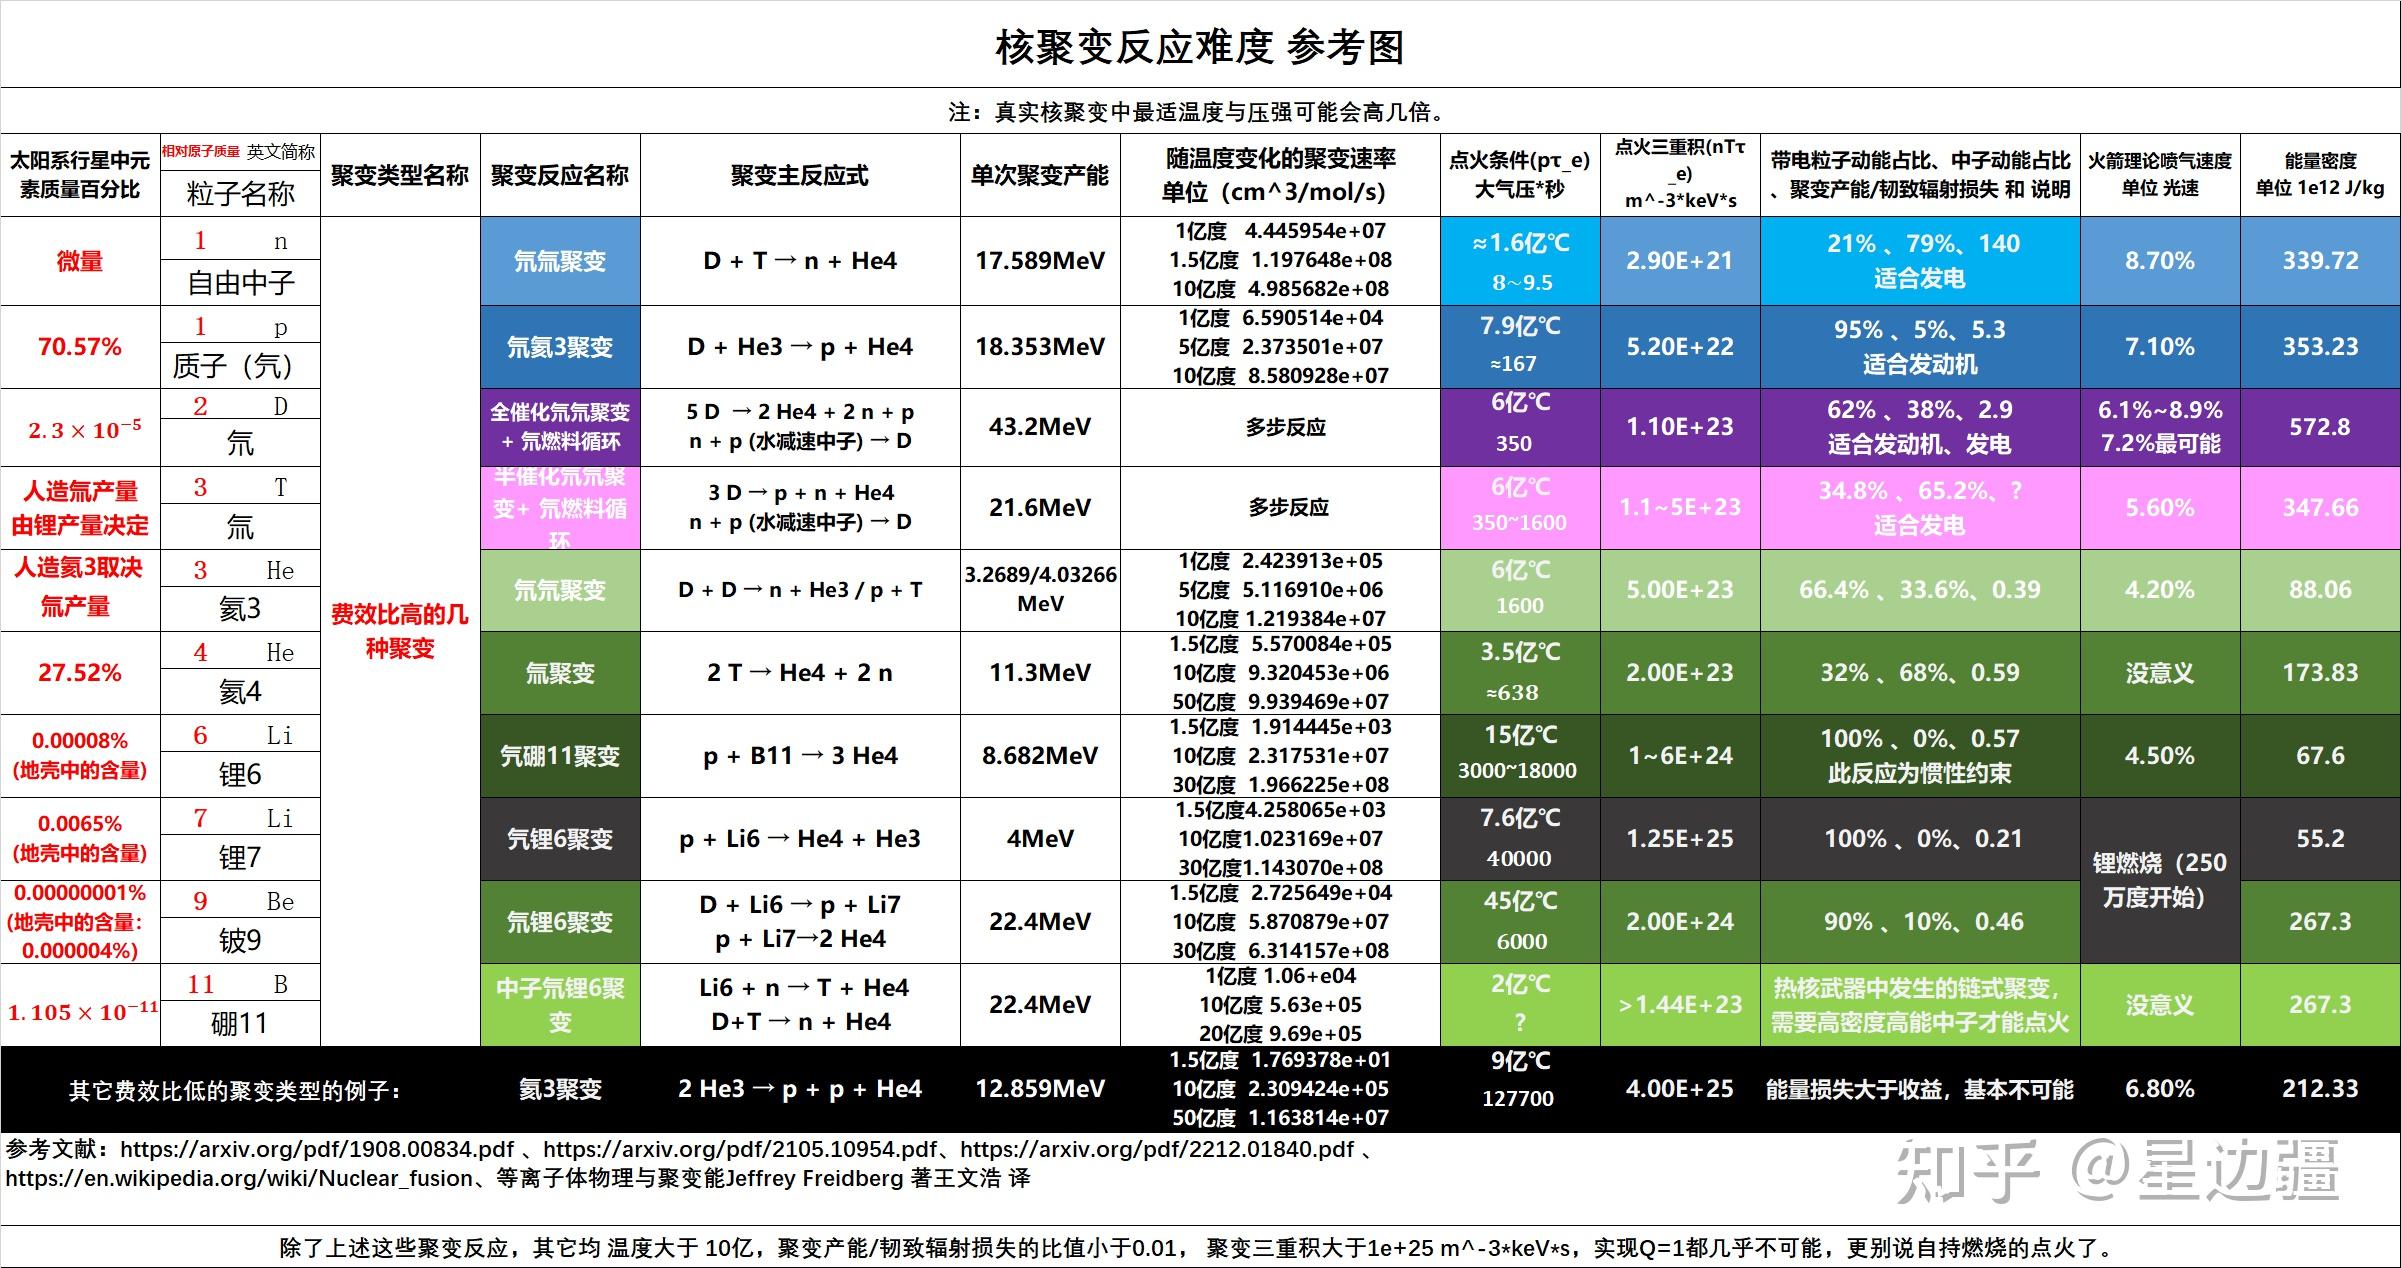 核聚变反应难度 参考图
注：真实核聚变中最适温度与压强可能会高几倍。
太阳系行星中元
素质量百分比
相对原子质量 英文简称
粒子名称
聚变类型名称
聚变反应名称
聚变主反应式
单次聚变产能
随温度变化的聚变速率
单位（cm^3/mol/s）
点火条件(pτ_e)
大气压*秒
点火三重积(nTτ
_e)
m^-3*keV*s
带电粒子动能占比、中子动能占比
、聚变产能/韧致辐射损失 和 说明
火箭理论喷气速度
单位 光速
能量密度
单位 1e12 J/kg
微量
1 n
自由中子
费效比高的几
种聚变
氘氚聚变
D + T → n + He4
17.589MeV
1亿度 4.445954e+07
1.5亿度 1.197648e+08
10亿度 4.985682e+08
≈1.6亿℃
8~9.5
2.90E+21
21% 、79%、140
适合发电
8.70%
339.72
70.57%
1 p
质子（氕）
氘氦3聚变
D + He3 → p + He4
18.353MeV
1亿度 6.590514e+04
5亿度 2.373501e+07
10亿度 8.580928e+07
7.9亿℃
≈167
5.20E+22
95% 、5%、5.3
适合发动机
7.10%
353.23
2.3 × 10⁻⁵
2 D
氘
全催化氘氘聚变
+ 氘燃料循环
5 D → 2 He4 + 2 n + p
n + p (水减速中子) → D
43.2MeV
多步反应
6亿℃
350
1.10E+23
62% 、38%、2.9
适合发动机、发电
6.1%~8.9%
7.2%最可能
572.8
人造氚产量
由锂产量决定
3 T
氚
半催化氘氘聚
变+ 氘燃料循
环
3 D → p + n + He4
n + p (水减速中子) → D
21.6MeV
多步反应
6亿℃
350~1600
1.1~5E+23
34.8% 、65.2%、?
适合发电
5.60%
347.66
人造氦3取决
氚产量
3 He
氦3
氘氘聚变
D + D → n + He3 / p + T
3.2689/4.03266
MeV
1亿度 2.423913e+05
5亿度 5.116910e+06
10亿度 1.219384e+07
6亿℃
1600
5.00E+23
66.4% 、33.6%、0.39
4.20%
88.06
27.52%
4 He
氦4
氚聚变
2 T → He4 + 2 n
11.3MeV
1.5亿度 5.570084e+05
10亿度 9.320453e+06
50亿度 9.939469e+07
3.5亿℃
≈638
2.00E+23
32% 、68%、0.59
没意义
173.83
0.00008%
(地壳中的含量)
6 Li
锂6
氕硼11聚变
p + B11 → 3 He4
8.682MeV
1.5亿度 1.914445e+03
10亿度 2.317531e+07
30亿度 1.966225e+08
15亿℃
3000~18000
1~6E+24
100% 、0%、0.57
此反应为惯性约束
4.50%
67.6
0.0065%
(地壳中的含量)
7 Li
锂7
氕锂6聚变
p + Li6 → He4 + He3
4MeV
1.5亿度4.258065e+03
10亿度1.023169e+07
30亿度1.143070e+08
7.6亿℃
40000
1.25E+25
100% 、0%、0.21
锂燃烧（250
万度开始）
55.2
0.00000001%
(地壳中的含量：
0.000004%)
9 Be
铍9
氘锂6聚变
D + Li6 → p + Li7
p + Li7→2 He4
22.4MeV
1.5亿度 2.725649e+04
10亿度 5.870879e+07
30亿度 6.314157e+08
45亿℃
6000
2.00E+24
90% 、10%、0.46
267.3
1.105 × 10⁻¹¹
11 B
硼11
中子氘锂6聚
变
Li6 + n → T + He4
D+T → n + He4
22.4MeV
1亿度 1.06+e04
10亿度 5.63e+05
20亿度 9.69e+05
2亿℃
?
>1.44E+23
热核武器中发生的链式聚变，
需要高密度高能中子才能点火
没意义
267.3
其它费效比低的聚变类型的例子：
氦3聚变
2 He3 → p + p + He4
12.859MeV
1.5亿度 1.769378e+01
10亿度 2.309424e+05
50亿度 1.163814e+07
9亿℃
127700
4.00E+25
能量损失大于收益，基本不可能
6.80%
212.33
参考文献：https://arxiv.org/pdf/1908.00834.pdf 、https://arxiv.org/pdf/2105.10954.pdf、https://arxiv.org/pdf/2212.01840.pdf 、
https://en.wikipedia.org/wiki/Nuclear_fusion、等离子体物理与聚变能Jeffrey Freidberg 著王文浩 译
知乎 @星边疆
除了上述这些聚变反应，其它均 温度大于 10亿，聚变产能/韧致辐射损失的比值小于0.01， 聚变三重积大于1e+25 m^-3*keV*s，实现Q=1都几乎不可能，更别说自持燃烧的点火了。